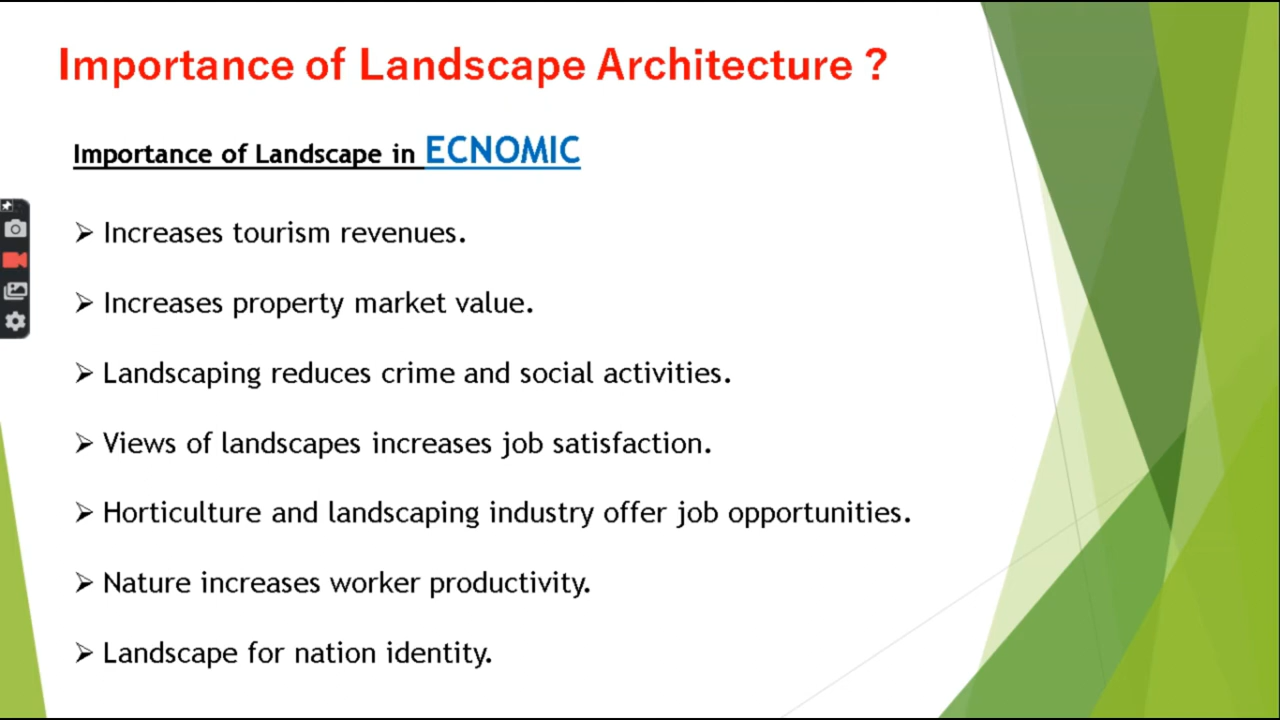 Importance of Landscape Architecture ?
Importance of Landscape in ECNOMIC
Increases tourism revenues.
Increases property market value.
Landscaping reduces crime and social activities.
Views of landscapes increases job satisfaction.
Horticulture and landscaping industry offer job opportunities.
Nature increases worker productivity.
Landscape for nation identity.